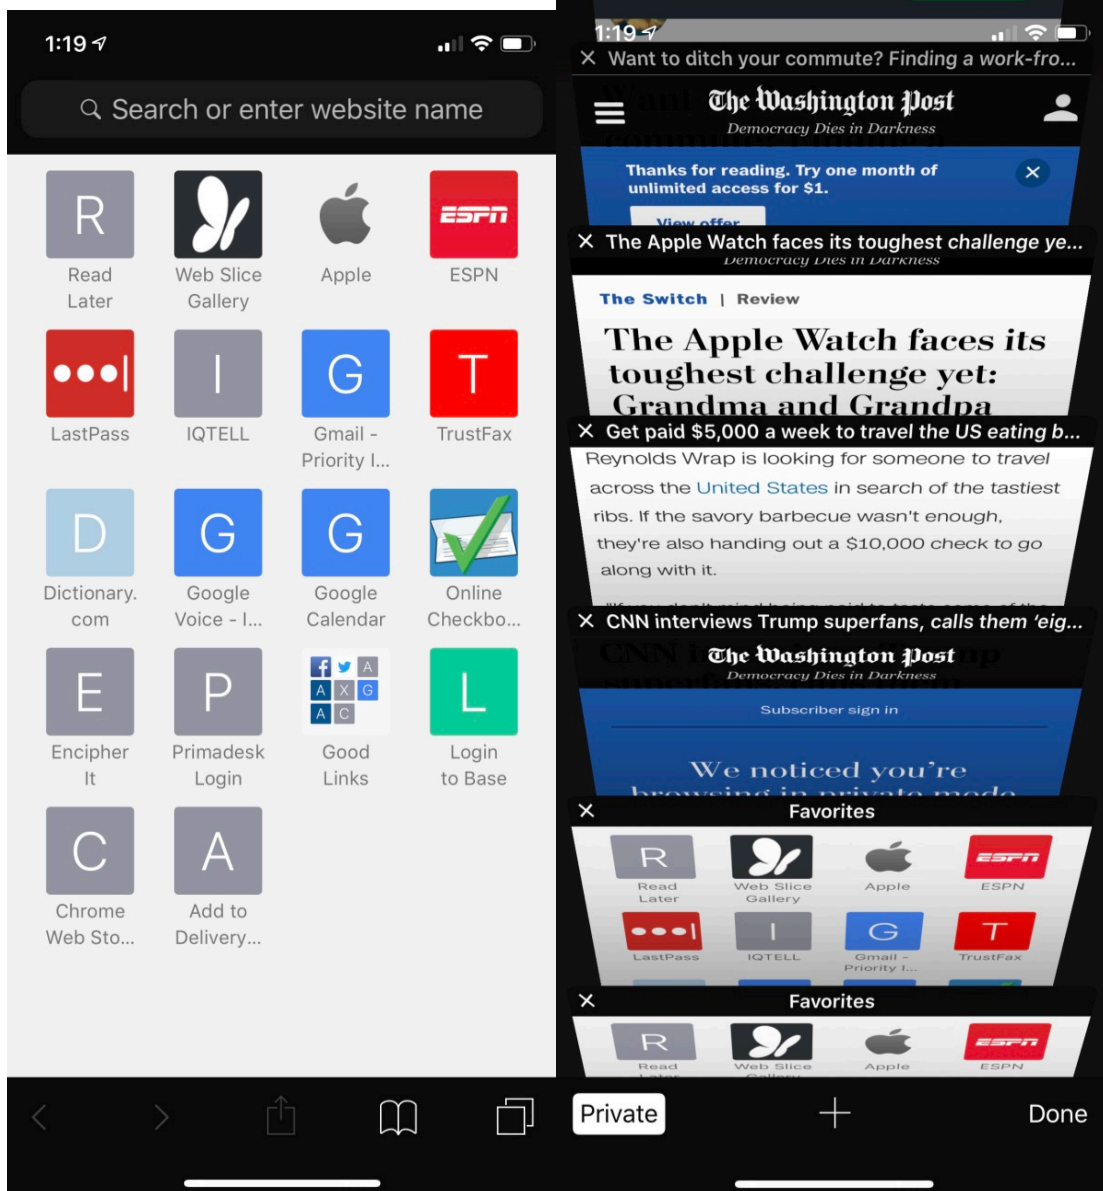 1:19
Search or enter website name
R
Read
Later
Web Slice
Gallery
Apple
ESPN
ESPN
LastPass
I
IQTELL
G
Gmail -
Priority I...
T
TrustFax
D
Dictionary.
com
G
Google
Voice - I...
G
Google
Calendar
Online
Checkbo...
E
Encipher
It
P
Primadesk
Login
f A
A X G
A C
Good
Links
L
Login
to Base
C
Chrome
Web Sto...
A
Add to
Delivery...
1:19
Want to ditch your commute? Finding a work-fro...
The Washington Post
Democracy Dies in Darkness
Thanks for reading. Try one month of
unlimited access for $1.
View offer
The Apple Watch faces its toughest challenge ye...
Democracy Dies in Darkness
The Switch | Review
The Apple Watch faces its
toughest challenge yet:
Grandma and Grandpa
Get paid $5,000 a week to travel the US eating b...
Reynolds Wrap is looking for someone to travel
across the United States in search of the tastiest
ribs. If the savory barbecue wasn't enough,
they're also handing out a $10,000 check to go
along with it.
CNN interviews Trump superfans, calls them 'eig...
The Washington Post
Democracy Dies in Darkness
Subscriber sign in
We noticed you're
browsing in private mode
Favorites
R
Read
Later
Web Slice
Gallery
Apple
ESPN
ESPN
LastPass
I
IQTELL
G
Gmail -
Priority I...
T
TrustFax
Favorites
R
Read
Web Slice
Apple
ESPN
ESPN
Private
Done